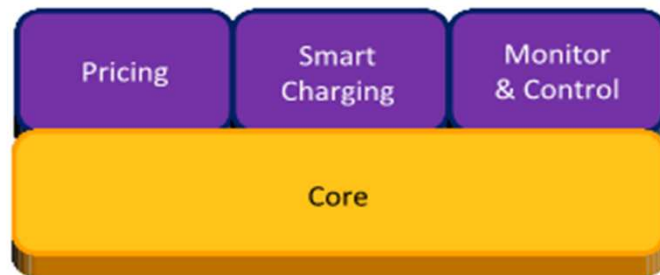 Pricing
Smart
Charging
Monitor
& Control
Core